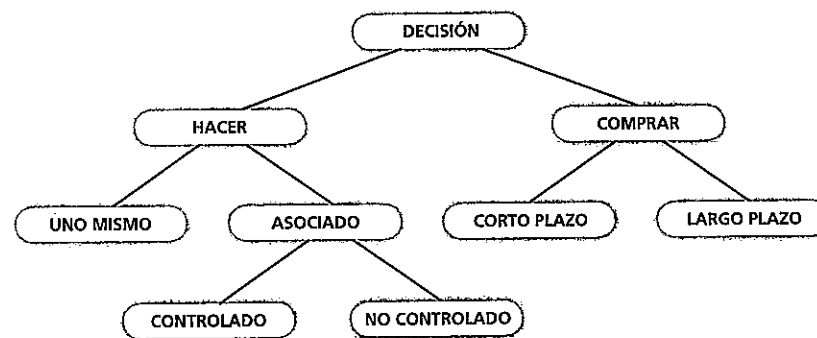 DECISIÓN
HACER
COMPRAR
UNO MISMO
ASOCIADO
CORTO PLAZO
LARGO PLAZO
CONTROLADO
NO CONTROLADO